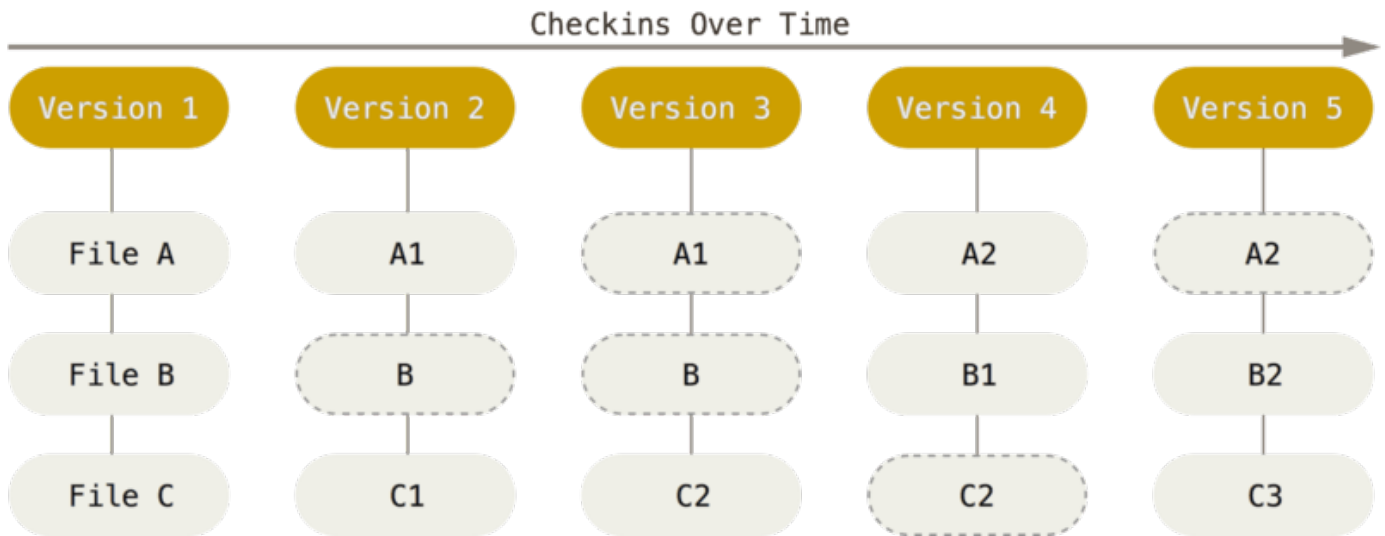 Checkins Over Time
Version 1 Version 2 Version 3 Version 4 Version 5
File A A1 A1 A2 A2
File B B B B1 B2
File C C1 C2 C2 C3